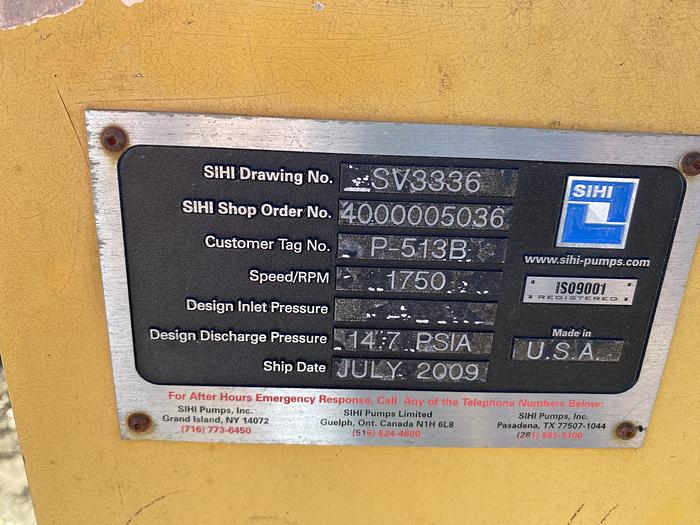 SIHI Drawing No. SV3336
SIHI
SIHI Shop Order No. 4000005036
Customer Tag No. P-513B
www.sihi-pumps.com
Speed/RPM 1750
ISO9001
REGISTERED
Design Inlet Pressure
Design Discharge Pressure 14.7 PSIA
Made in
U.S.A.
Ship Date JULY 2009
For After Hours Emergency Response, Call Any of the Telephone Numbers Below:
SIHI Pumps, Inc. SIHI Pumps Limited SIHI Pumps, Inc.
Grand Island, NY 14072 Guelph, Ont. Canada N1H 6L8 Pasadena, TX 77507-1044
(716) 773-6450 (519) 824-4600 (281) 991-3100